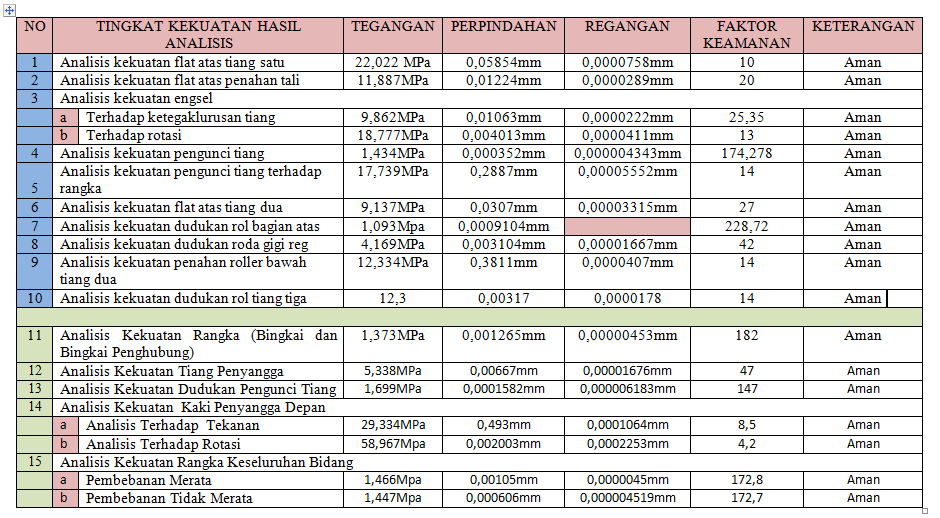 NO TINGKAT KEKUATAN HASIL ANALISIS TEGANGAN PERPINDAHAN REGANGAN FAKTOR KEAMANAN KETERANGAN
1 Analisis kekuatan flat atas tiang satu 22,022 MPa 0,05854mm 0,0000758mm 10 Aman
2 Analisis kekuatan flat atas penahan tali 11,887MPa 0,01224mm 0,0000289mm 20 Aman
3 Analisis kekuatan engsel
a Terhadap ketegaklurusan tiang 9,862MPa 0,01063mm 0,0000222mm 25,35 Aman
b Terhadap rotasi 18,777MPa 0,004013mm 0,0000411mm 13 Aman
4 Analisis kekuatan pengunci tiang 1,434MPa 0,000352mm 0,000004343mm 174,278 Aman
5 Analisis kekuatan pengunci tiang terhadap rangka 17,739MPa 0,2887mm 0,00005552mm 14 Aman
6 Analisis kekuatan flat atas tiang dua 9,137MPa 0,0307mm 0,00003315mm 27 Aman
7 Analisis kekuatan dudukan rol bagian atas 1,093Mpa 0,0009104mm 228,72 Aman
8 Analisis kekuatan dudukan roda gigi reg 4,169MPa 0,003104mm 0,00001667mm 42 Aman
9 Analisis kekuatan penahan roller bawah tiang dua 12,334MPa 0,3811mm 0,0000407mm 14 Aman
10 Analisis kekuatan dudukan rol tiang tiga 12,3 0,00317 0,0000178 14 Aman
11 Analisis Kekuatan Rangka (Bingkai dan Bingkai Penghubung) 1,373MPa 0,001265mm 0,00000453mm 182 Aman
12 Analisis Kekuatan Tiang Penyangga 5,338MPa 0,00667mm 0,00001676mm 47 Aman
13 Analisis Kekuatan Dudukan Pengunci Tiang 1,699MPa 0,0001582mm 0,000006183mm 147 Aman
14 Analisis Kekuatan Kaki Penyangga Depan
a Analisis Terhadap Tekanan 29,334MPa 0,493mm 0,0001064mm 8,5 Aman
b Analisis Terhadap Rotasi 58,967Mpa 0,002003mm 0,0002253mm 4,2 Aman
15 Analisis Kekuatan Rangka Keseluruhan Bidang
a Pembebanan Merata 1,466Mpa 0,00105mm 0,0000045mm 172,8 Aman
b Pembebanan Tidak Merata 1,447Mpa 0,000606mm 0,000004519mm 172,7 Aman